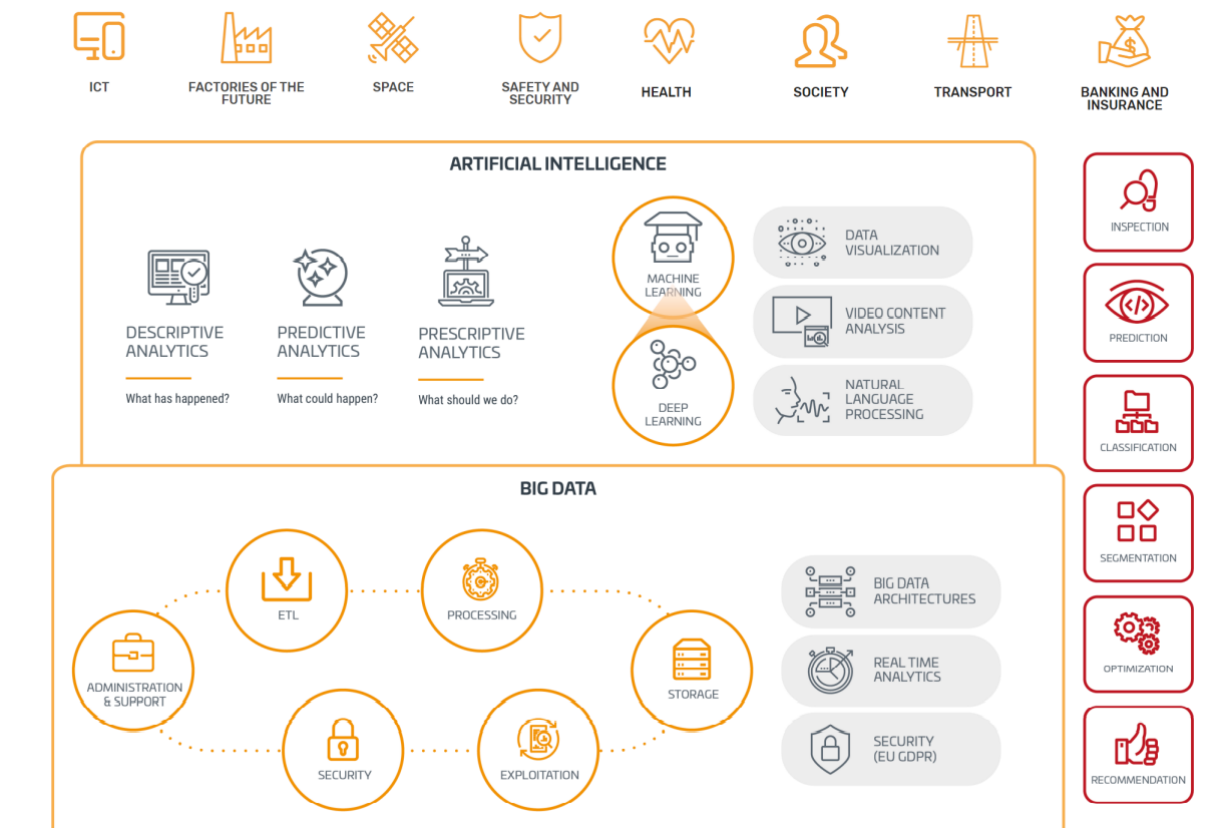 ICT
FACTORIES OF THE
FUTURE
SPACE
SAFETY AND
SECURITY
HEALTH
SOCIETY
TRANSPORT
BANKING AND
INSURANCE
ARTIFICIAL INTELLIGENCE
DESCRIPTIVE
ANALYTICS
What has happened?
PREDICTIVE
ANALYTICS
What could happen?
PRESCRIPTIVE
ANALYTICS
What should we do?
MACHINE
LEARNING
DEEP
LEARNING
DATA
VISUALIZATION
VIDEO CONTENT
ANALYSIS
NATURAL
LANGUAGE
PROCESSING
BIG DATA
ETL
PROCESSING
ADMINISTRATION
& SUPPORT
STORAGE
SECURITY
EXPLOITATION
BIG DATA
ARCHITECTURES
REAL TIME
ANALYTICS
SECURITY
(EU GDPR)
INSPECTION
PREDICTION
CLASSIFICATION
SEGMENTATION
OPTIMIZATION
RECOMMENDATION